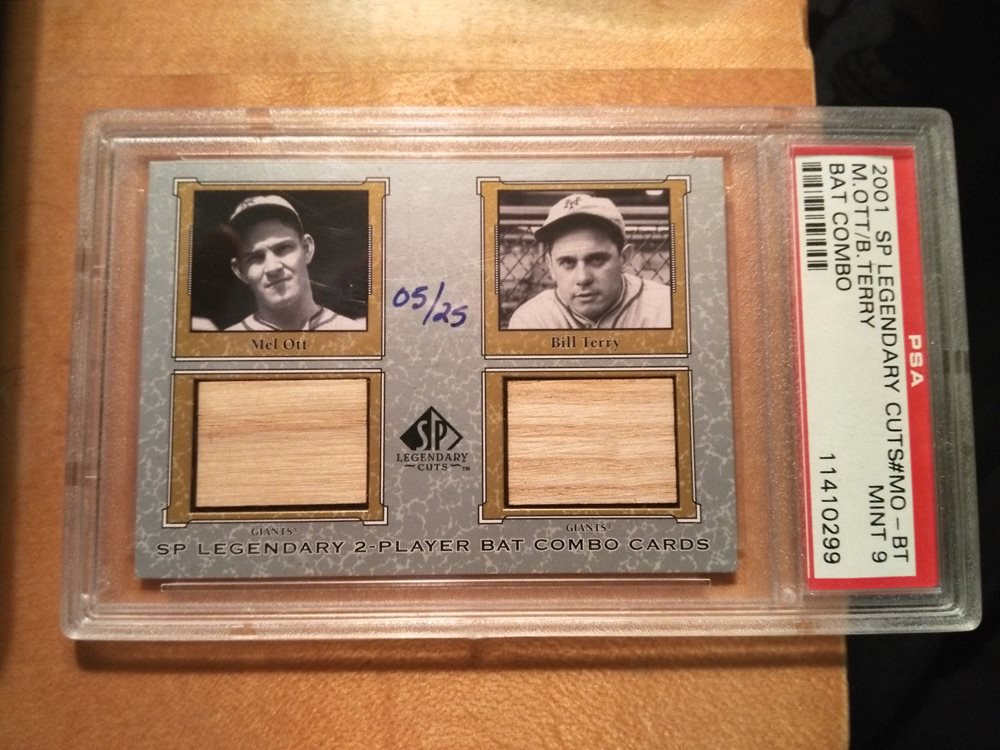 Mel Ott
Bill Terry
05/25
SP
LEGENDARY
CUTS™
GIANTS®
GIANTS®
SP LEGENDARY 2-PLAYER BAT COMBO CARDS
PSA
2001 SP LEGENDARY CUTS#MO-BT
M.OTT/B.TERRY MINT 9
BAT COMBO 11410299